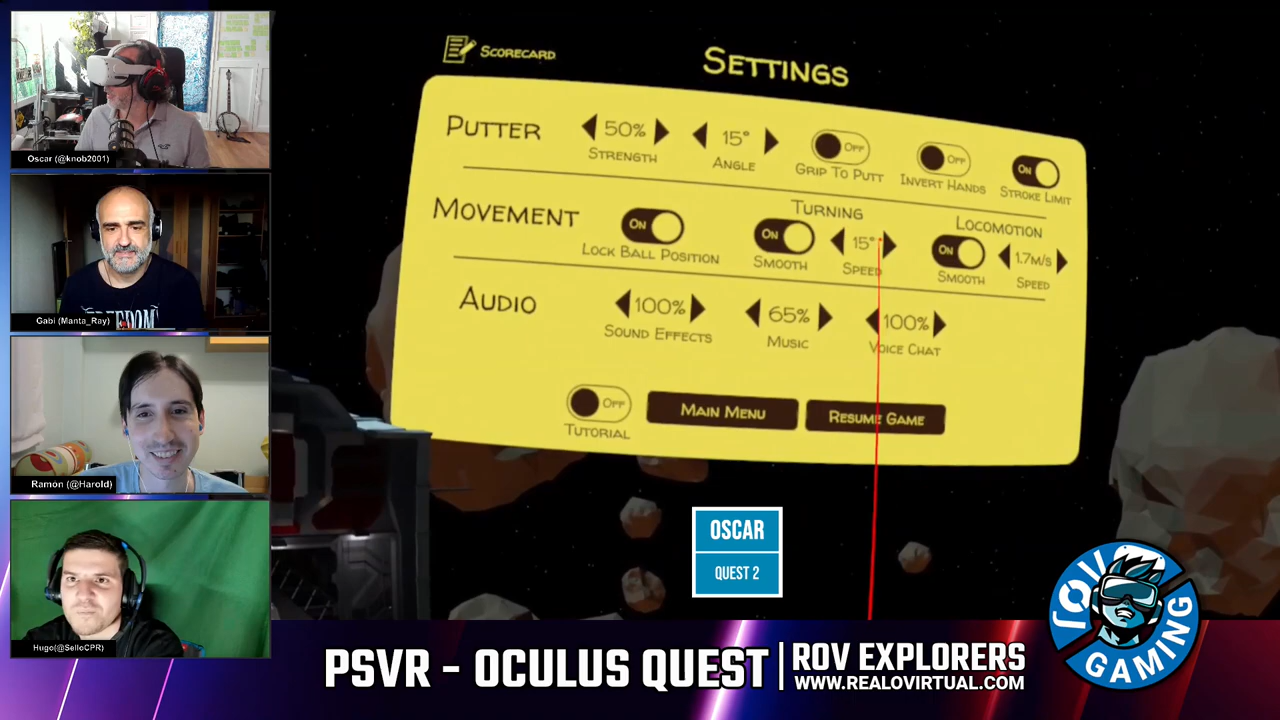 Oscar (@knob2001)
Gabi (Manta_Ray)
FREEDOM
Ramón (@Harold)
Hugo(@SelloCPR)
SCORECARD
SETTINGS
PUTTER
50%
STRENGTH
15°
ANGLE
OFF
GRIP TO PUTT
OFF
INVERT HANDS
ON
STROKE LIMIT
MOVEMENT
ON
LOCK BALL POSITION
TURNING
ON
SMOOTH
15°
SPEED
LOCOMOTION
ON
SMOOTH
1.7M/S
SPEED
AUDIO
100%
SOUND EFFECTS
65%
MUSIC
100%
VOICE CHAT
OFF
TUTORIAL
MAIN MENU
RESUME GAME
OSCAR
QUEST 2
PSVR - OCULUS QUEST
ROV EXPLORERS
WWW.REALOVIRTUAL.COM
ROV
GAMING